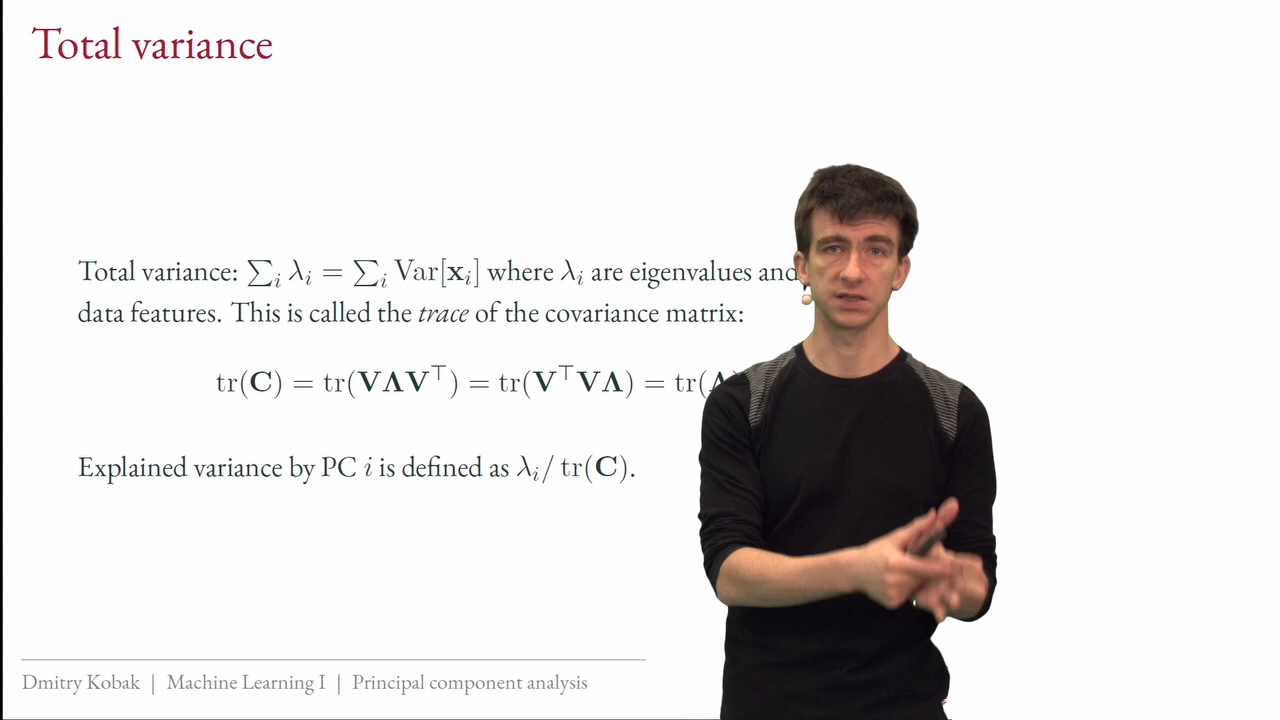 Total variance
Total variance: ∑ᵢ λᵢ = ∑ᵢ Var[𝐱ᵢ] where λᵢ are eigenvalues and
data features. This is called the trace of the covariance matrix:
tr(𝐂) = tr(𝐕𝚲𝐕⊤) = tr(𝐕⊤𝐕𝚲) = tr(
Explained variance by PC i is defined as λᵢ/ tr(𝐂).
Dmitry Kobak | Machine Learning I | Principal component analysis